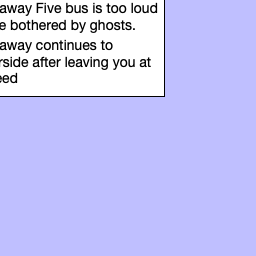 away Five bus is too loud
e bothered by ghosts.
away continues to
rside after leaving you at
eed